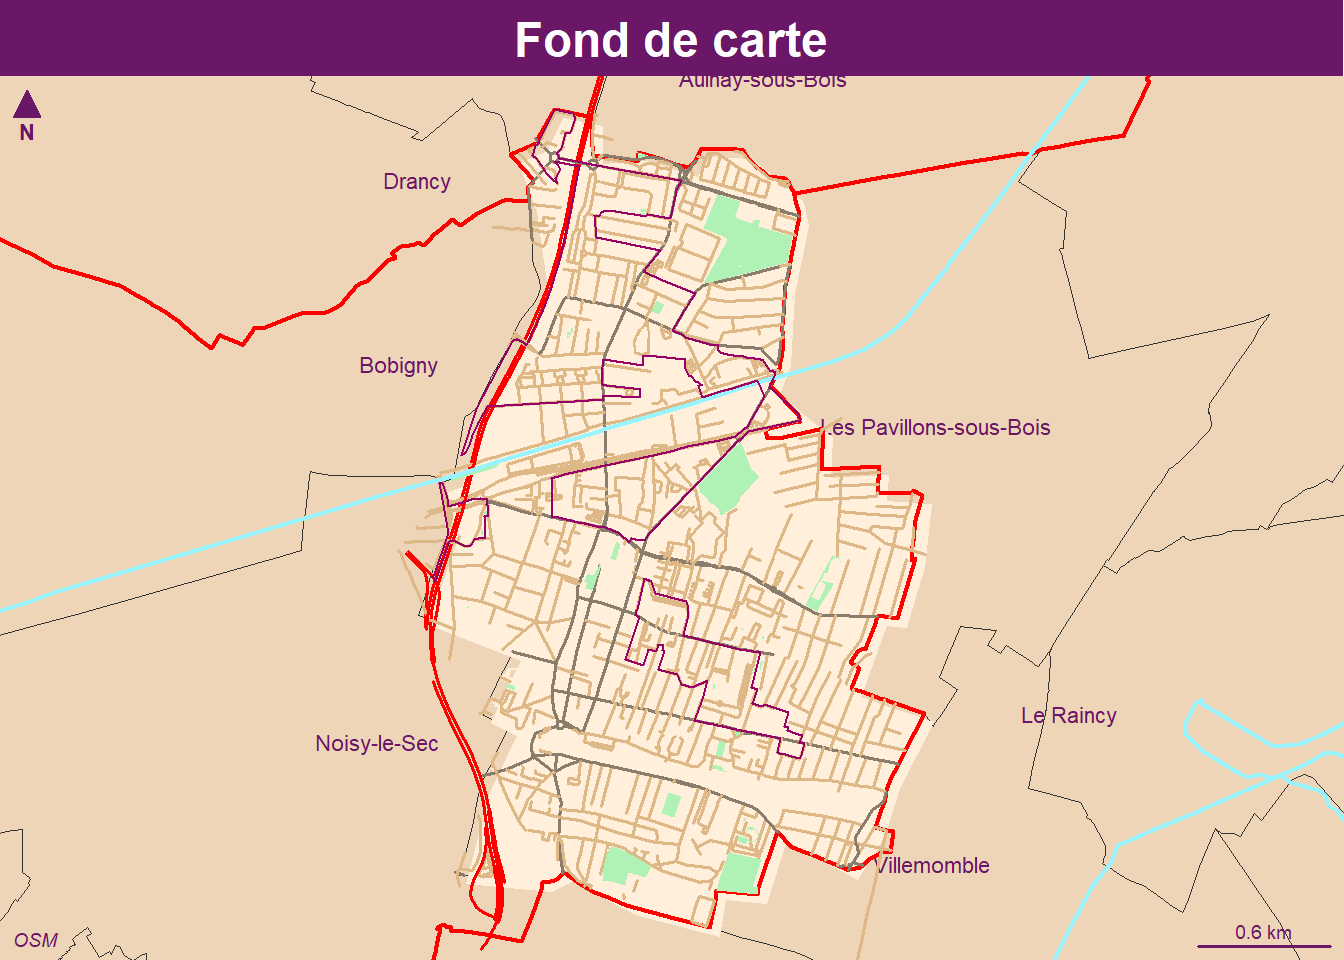 Fond de carte
Aulnay-sous-Bois
N
Drancy
Bobigny
Les Pavillons-sous-Bois
Le Raincy
Noisy-le-Sec
Villemomble
0.6 km
OSM